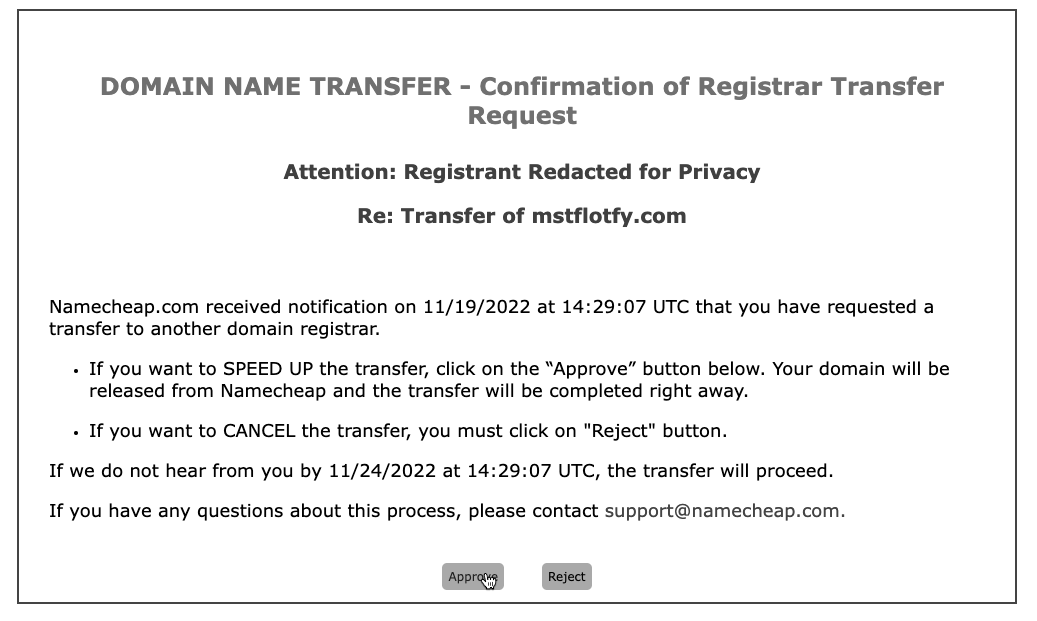 DOMAIN NAME TRANSFER - Confirmation of Registrar Transfer
Request
Attention: Registrant Redacted for Privacy
Re: Transfer of mstflotfy.com
Namecheap.com received notification on 11/19/2022 at 14:29:07 UTC that you have requested a
transfer to another domain registrar.
• If you want to SPEED UP the transfer, click on the “Approve” button below. Your domain will be
released from Namecheap and the transfer will be completed right away.
• If you want to CANCEL the transfer, you must click on "Reject" button.
If we do not hear from you by 11/24/2022 at 14:29:07 UTC, the transfer will proceed.
If you have any questions about this process, please contact support@namecheap.com.
Approve Reject